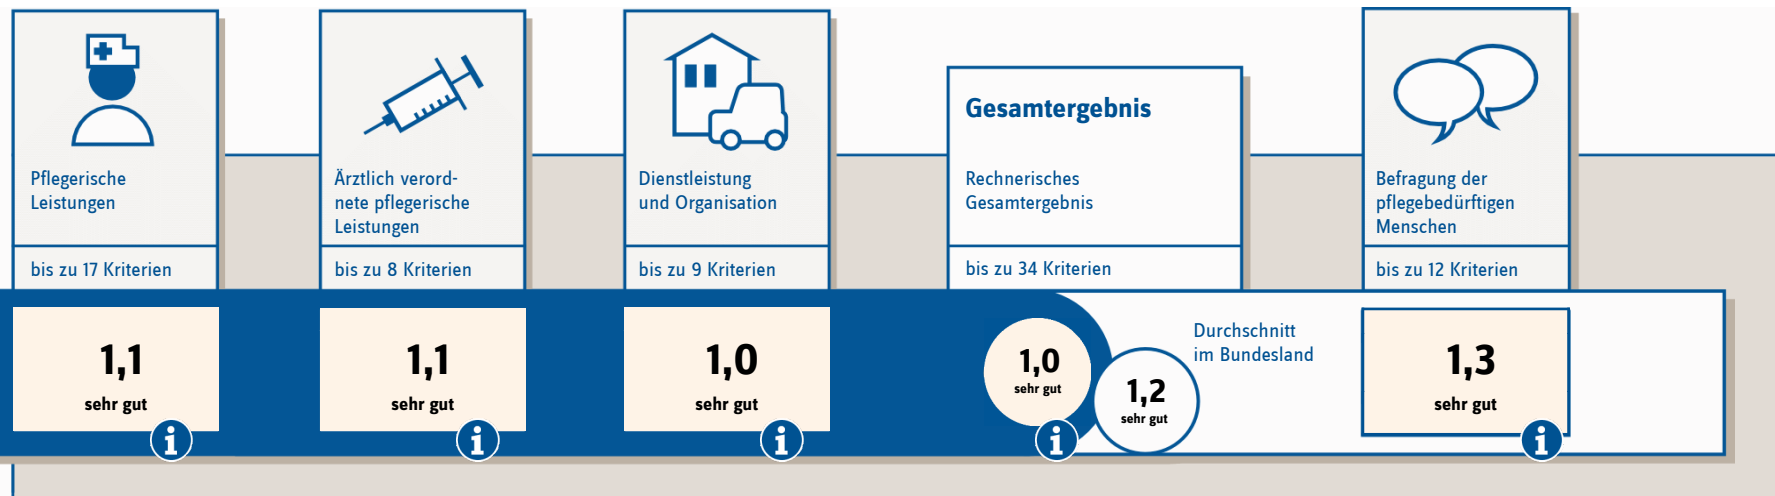 Pflegerische
Leistungen
bis zu 17 Kriterien
1,1
sehr gut
i
Ärztlich verord-
nete pflegerische
Leistungen
bis zu 8 Kriterien
1,1
sehr gut
i
Dienstleistung
und Organisation
bis zu 9 Kriterien
1,0
sehr gut
i
Gesamtergebnis
Rechnerisches
Gesamtergebnis
bis zu 34 Kriterien
1,0
sehr gut
i
1,2
sehr gut
Durchschnitt
im Bundesland
Befragung der
pflegebedürftigen
Menschen
bis zu 12 Kriterien
1,3
sehr gut
i